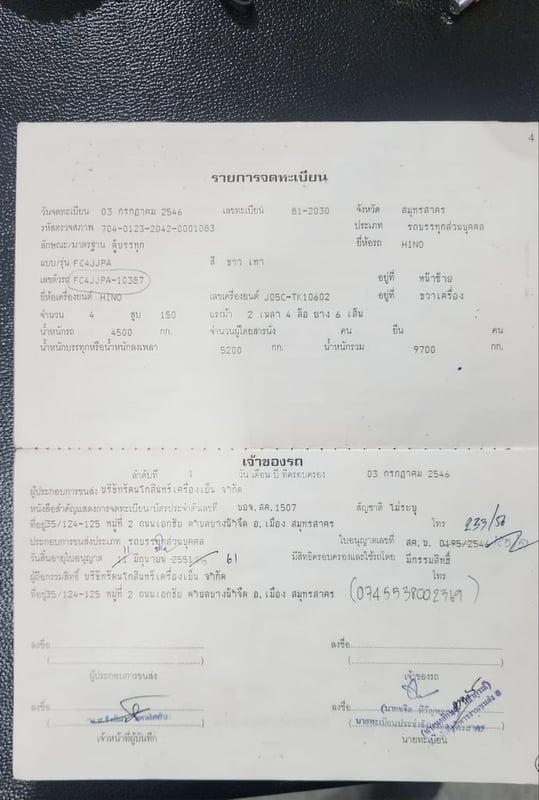 4
รายการจดทะเบียน
วันจดทะเบียน 03 กรกฎาคม 2546 เลขทะเบียน 81-2030 จังหวัด สมุทรสาคร
รหัสตรวจสภาพ 704-0123-2042-0001083 ประเภท รถบรรทุกส่วนบุคคล
ลักษณะ/มาตรฐาน ตู้บรรทุก ยี่ห้อรถ HINO
แบบ/รุ่น FC4JJPA สี ขาว เทา
เลขตัวรถ FC4JJPA-10387 อยู่ที่ หน้าซ้าย
ยี่ห้อเครื่องยนต์ HINO เลขเครื่องยนต์ J05C-TK10602 อยู่ที่ ขวาเครื่อง
จำนวน 4 สูบ 150 แรงม้า 2 เพลา 4 ล้อ ยาง 6 เส้น
น้ำหนักรถ 4500 กก. จำนวนผู้โดยสารนั่ง คน ยืน คน
น้ำหนักบรรทุกหรือน้ำหนักลงเพลา 5200 กก. น้ำหนักรวม 9700 กก.
เจ้าของรถ
ลำดับที่ 1 วัน เดือน ปี ที่ครอบครอง 03 กรกฎาคม 2546
ผู้ประกอบการขนส่ง บริษัทรัตนโกสินทร์เครื่องเย็น จำกัด
หนังสือสำคัญแสดงการจดทะเบียน/บัตรประจำตัวเลขที่ บอจ.สค.1507 สัญชาติ ไม่ระบุ
ที่อยู่35/124-125 หมู่ที่ 2 ถนนเอกชัย ตำบลบางน้ำจืด อ.เมือง สมุทรสาคร โทร 233/50
ประกอบการขนส่งประเภท รถบรรทุกส่วนบุคคล ใบอนุญาตเลขที่ สค.บ. 0495/2546
วันสิ้นอายุใบอนุญาต 11 มิถุนายน 2551 61 มีสิทธิครอบครองและใช้รถโดย มีกรรมสิทธิ์
ผู้ถือกรรมสิทธิ์ บริษัทรัตนโกสินทร์เครื่องเย็น จำกัด โทร
ที่อยู่35/124-125 หมู่ที่ 2 ถนนเอกชัย ตำบลบางน้ำจืด อ.เมือง สมุทรสาคร (0745538002769)
ลงชื่อ ลงชื่อ
( ) ( )
ผู้ประกอบการขนส่ง เจ้าของรถ
ลงชื่อ ลงชื่อ
นายทะเบียนประจำจังหวัดสมุทรสาคร
เจ้าหน้าที่ผู้บันทึก นายทะเบียน